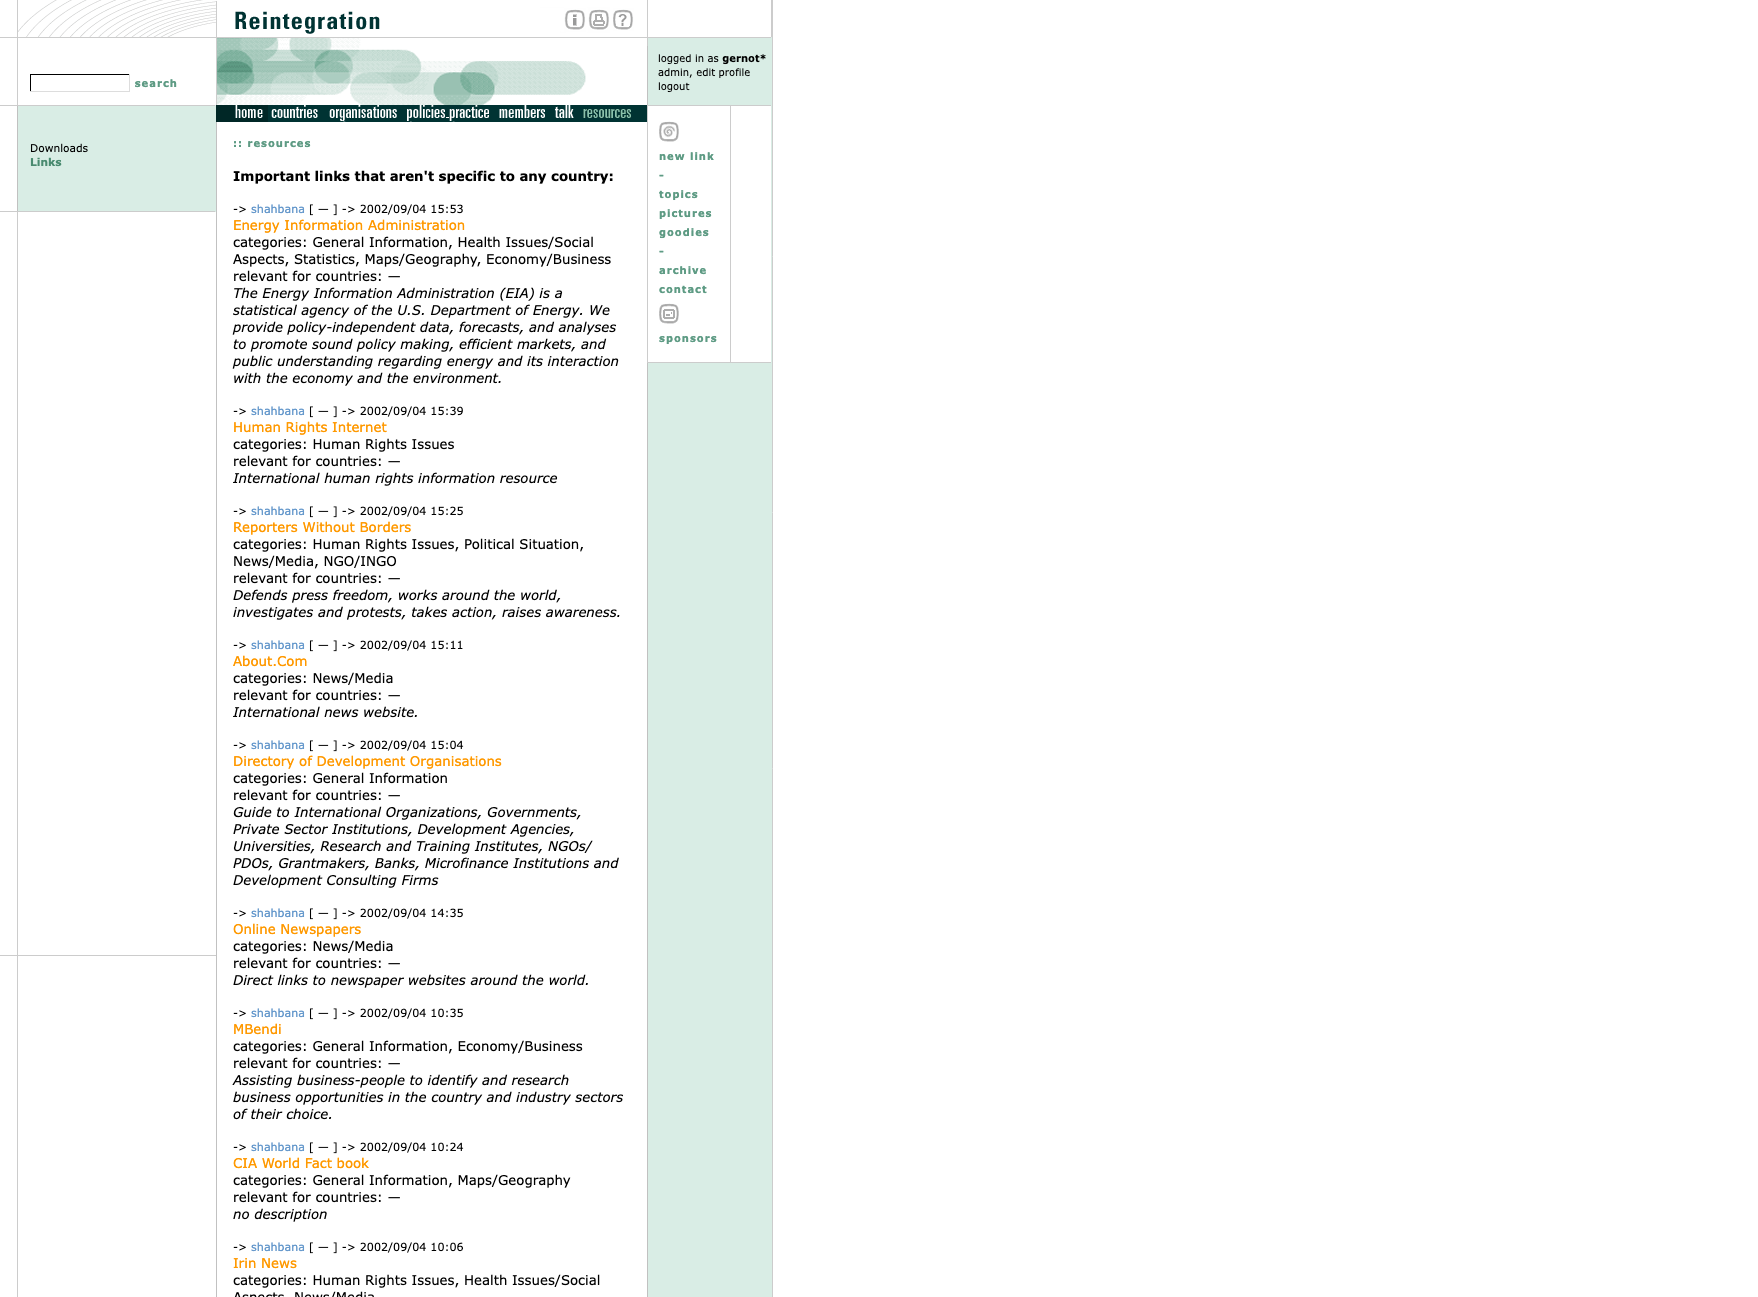 Reintegration
search
logged in as gernot*
admin, edit profile
logout
home countries organisations policies.practice members talk resources
Downloads
Links
:: resources
Important links that aren't specific to any country:
-> shahbana [ — ] -> 2002/09/04 15:53
Energy Information Administration
categories: General Information, Health Issues/Social
Aspects, Statistics, Maps/Geography, Economy/Business
relevant for countries: —
The Energy Information Administration (EIA) is a
statistical agency of the U.S. Department of Energy. We
provide policy-independent data, forecasts, and analyses
to promote sound policy making, efficient markets, and
public understanding regarding energy and its interaction
with the economy and the environment.
-> shahbana [ — ] -> 2002/09/04 15:39
Human Rights Internet
categories: Human Rights Issues
relevant for countries: —
International human rights information resource
-> shahbana [ — ] -> 2002/09/04 15:25
Reporters Without Borders
categories: Human Rights Issues, Political Situation,
News/Media, NGO/INGO
relevant for countries: —
Defends press freedom, works around the world,
investigates and protests, takes action, raises awareness.
-> shahbana [ — ] -> 2002/09/04 15:11
About.Com
categories: News/Media
relevant for countries: —
International news website.
-> shahbana [ — ] -> 2002/09/04 15:04
Directory of Development Organisations
categories: General Information
relevant for countries: —
Guide to International Organizations, Governments,
Private Sector Institutions, Development Agencies,
Universities, Research and Training Institutes, NGOs/
PDOs, Grantmakers, Banks, Microfinance Institutions and
Development Consulting Firms
-> shahbana [ — ] -> 2002/09/04 14:35
Online Newspapers
categories: News/Media
relevant for countries: —
Direct links to newspaper websites around the world.
-> shahbana [ — ] -> 2002/09/04 10:35
MBendi
categories: General Information, Economy/Business
relevant for countries: —
Assisting business-people to identify and research
business opportunities in the country and industry sectors
of their choice.
-> shahbana [ — ] -> 2002/09/04 10:24
CIA World Fact book
categories: General Information, Maps/Geography
relevant for countries: —
no description
-> shahbana [ — ] -> 2002/09/04 10:06
Irin News
categories: Human Rights Issues, Health Issues/Social
Aspects, News/Media
new link
-
topics
pictures
goodies
-
archive
contact
sponsors